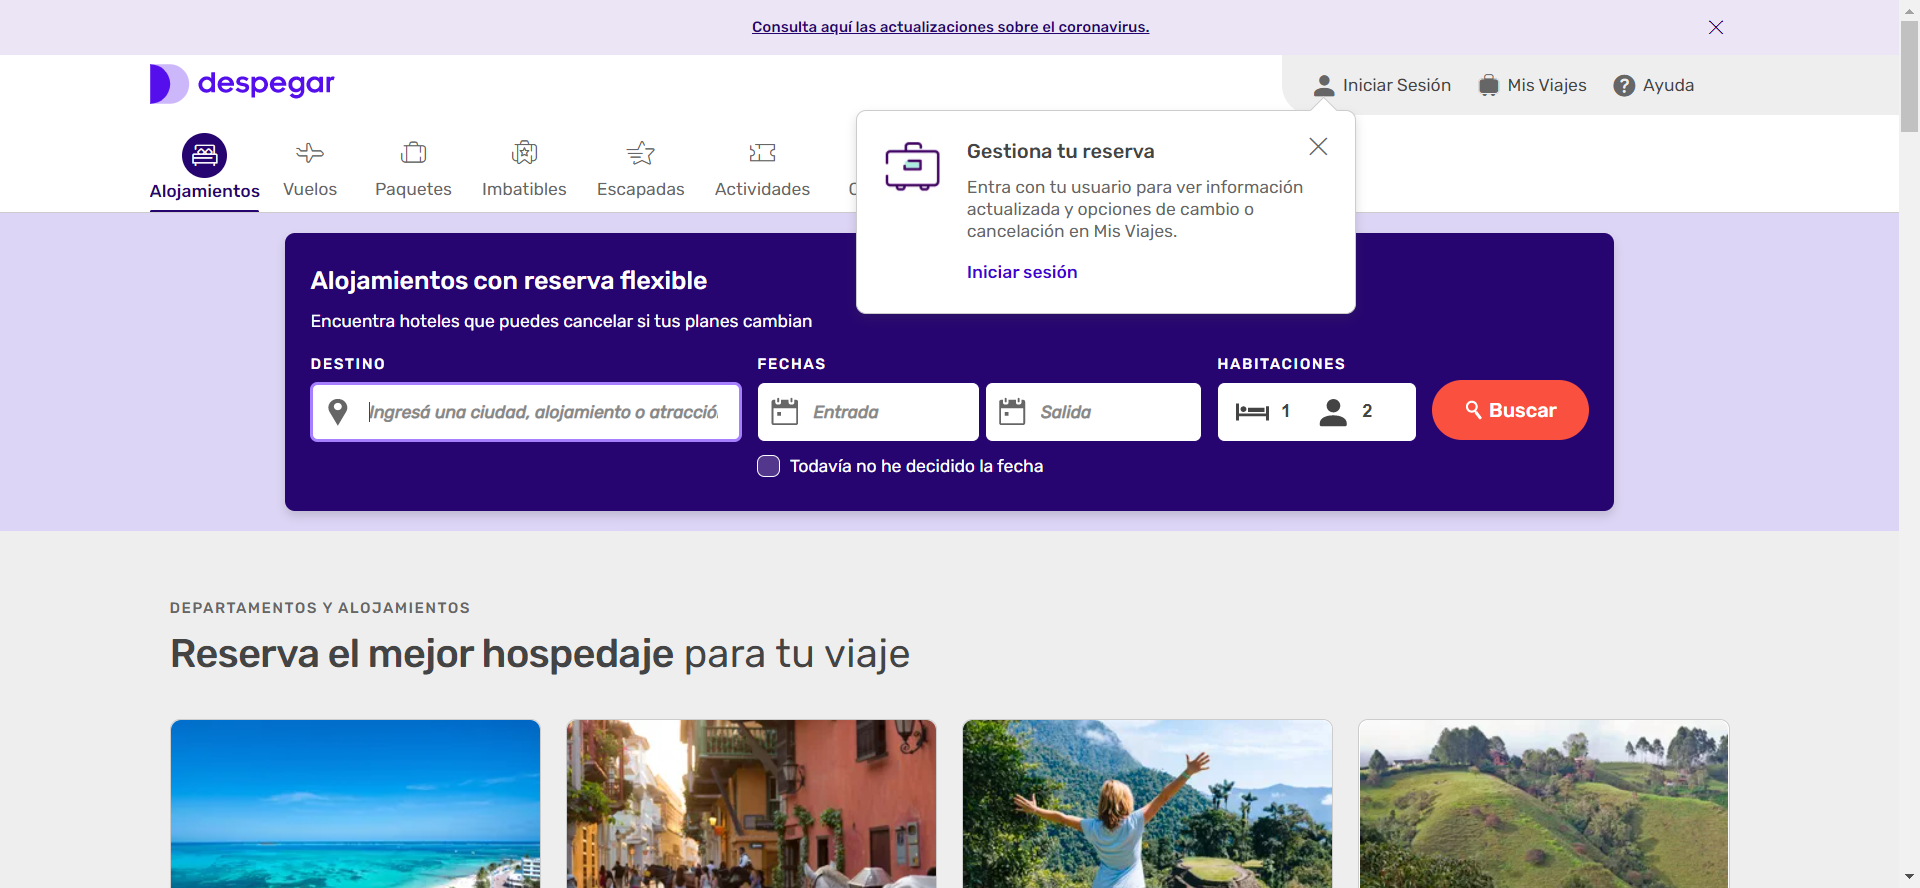 Consulta aquí las actualizaciones sobre el coronavirus.
despegar
Iniciar Sesión
Mis Viajes
Ayuda
Alojamientos
Vuelos
Paquetes
Imbatibles
Escapadas
Actividades
Gestiona tu reserva
Entra con tu usuario para ver información
actualizada y opciones de cambio o
cancelación en Mis Viajes.
Iniciar sesión
Alojamientos con reserva flexible
Encuentra hoteles que puedes cancelar si tus planes cambian
DESTINO
Ingresá una ciudad, alojamiento o atracció
FECHAS
Entrada
Salida
Todavía no he decidido la fecha
HABITACIONES
1
2
Buscar
DEPARTAMENTOS Y ALOJAMIENTOS
Reserva el mejor hospedaje para tu viaje